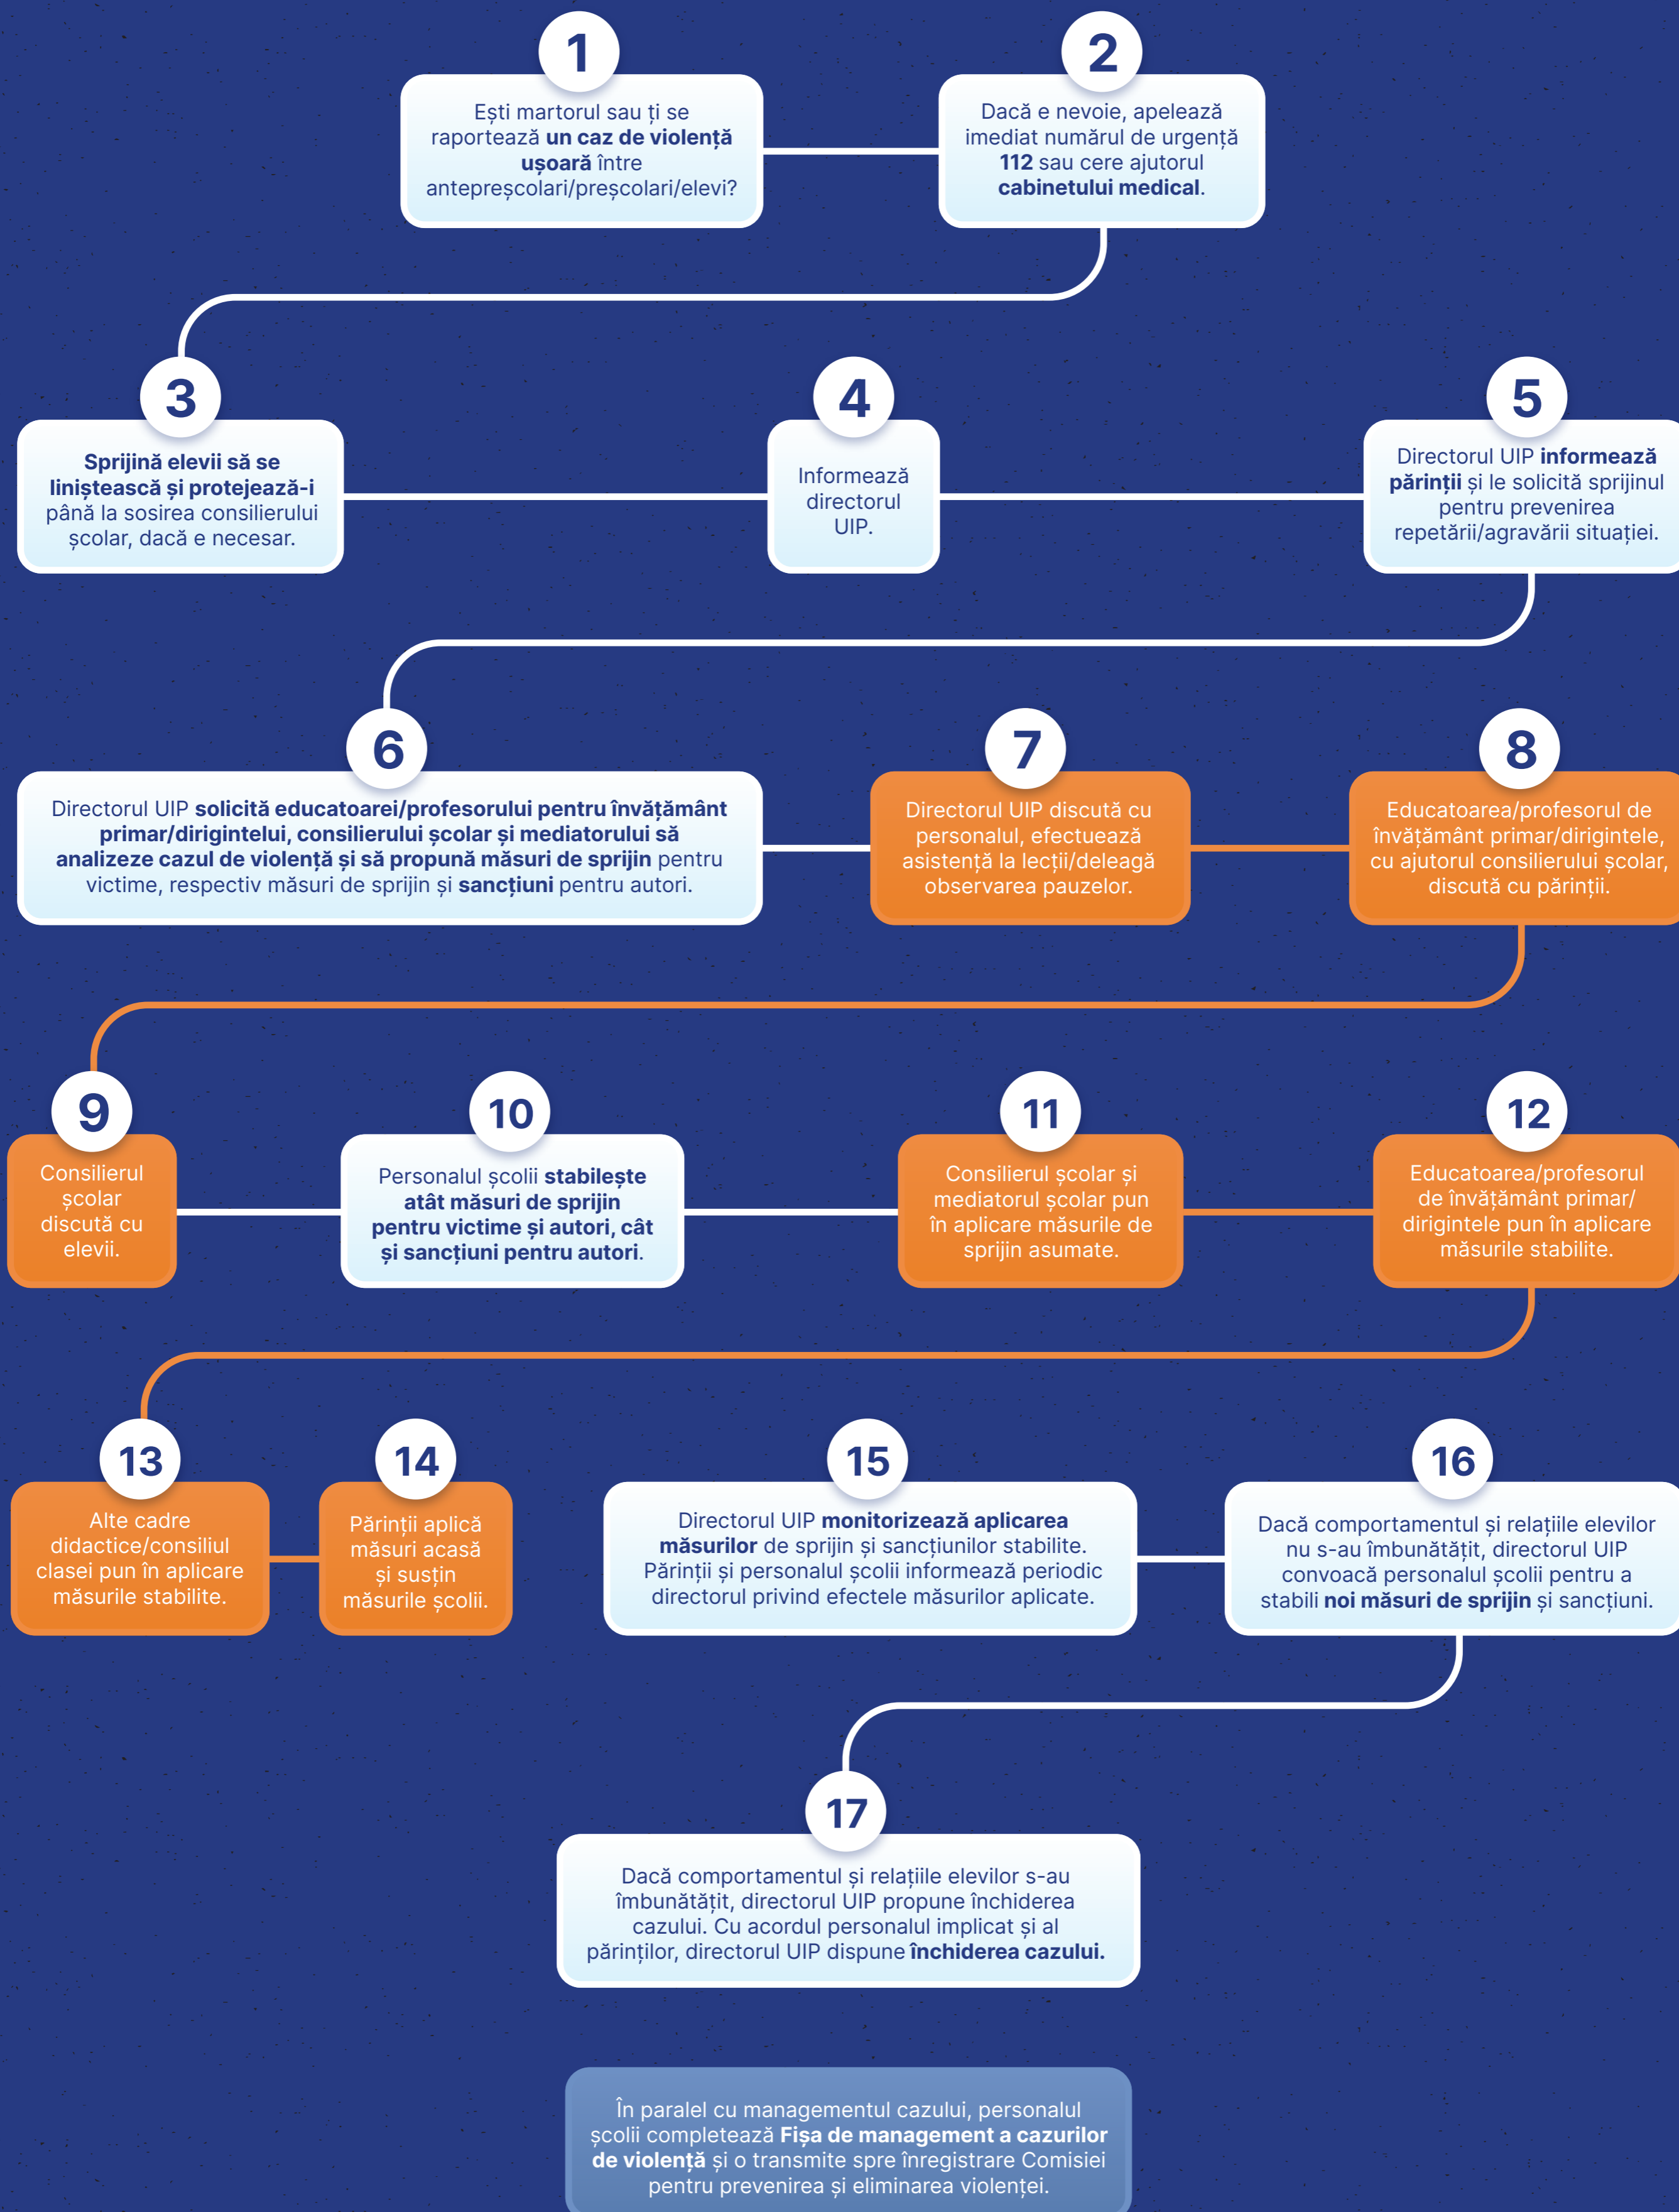 1
Ești martorul sau ți se
raportează un caz de violență
ușoară între
antepreșcolari/preșcolari/elevi?
2
Dacă e nevoie, apelează
imediat numărul de urgență
112 sau cere ajutorul
cabinetului medical.
3
Sprijină elevii să se
liniștească și protejează-i
până la sosirea consilierului
școlar, dacă e necesar.
4
Informează
directorul
UIP.
5
Directorul UIP informează
părinții și le solicită sprijinul
pentru prevenirea
repetării/agravării situației.
6
Directorul UIP solicită educatoarei/profesorului pentru învățământ
primar/dirigintelui, consilierului școlar și mediatorului să
analizeze cazul de violență și să propună măsuri de sprijin pentru
victime, respectiv măsuri de sprijin și sancțiuni pentru autori.
7
Directorul UIP discută cu
personalul, efectuează
asistență la lecții/deleagă
observarea pauzelor.
8
Educatoarea/profesorul de
învățământ primar/dirigintele,
cu ajutorul consilierului școlar,
discută cu părinții.
9
Consilierul
școlar
discută cu
elevii.
10
Personalul școlii stabilește
atât măsuri de sprijin
pentru victime și autori, cât
și sancțiuni pentru autori.
11
Consilierul școlar și
mediatorul școlar pun
în aplicare măsurile de
sprijin asumate.
12
Educatoarea/profesorul
de învățământ primar/
dirigintele pun în aplicare
măsurile stabilite.
13
Alte cadre
didactice/consiliul
clasei pun în aplicare
măsurile stabilite.
14
Părinții aplică
măsuri acasă
și susțin
măsurile școlii.
15
Directorul UIP monitorizează aplicarea
măsurilor de sprijin și sancțiunilor stabilite.
Părinții și personalul școlii informează periodic
directorul privind efectele măsurilor aplicate.
16
Dacă comportamentul și relațiile elevilor
nu s-au îmbunătățit, directorul UIP
convoacă personalul școlii pentru a
stabili noi măsuri de sprijin și sancțiuni.
17
Dacă comportamentul și relațiile elevilor s-au
îmbunătățit, directorul UIP propune închiderea
cazului. Cu acordul personalul implicat și al
părinților, directorul UIP dispune închiderea cazului.
În paralel cu managementul cazului, personalul
școlii completează Fișa de management a cazurilor
de violență și o transmite spre înregistrare Comisiei
pentru prevenirea și eliminarea violenței.